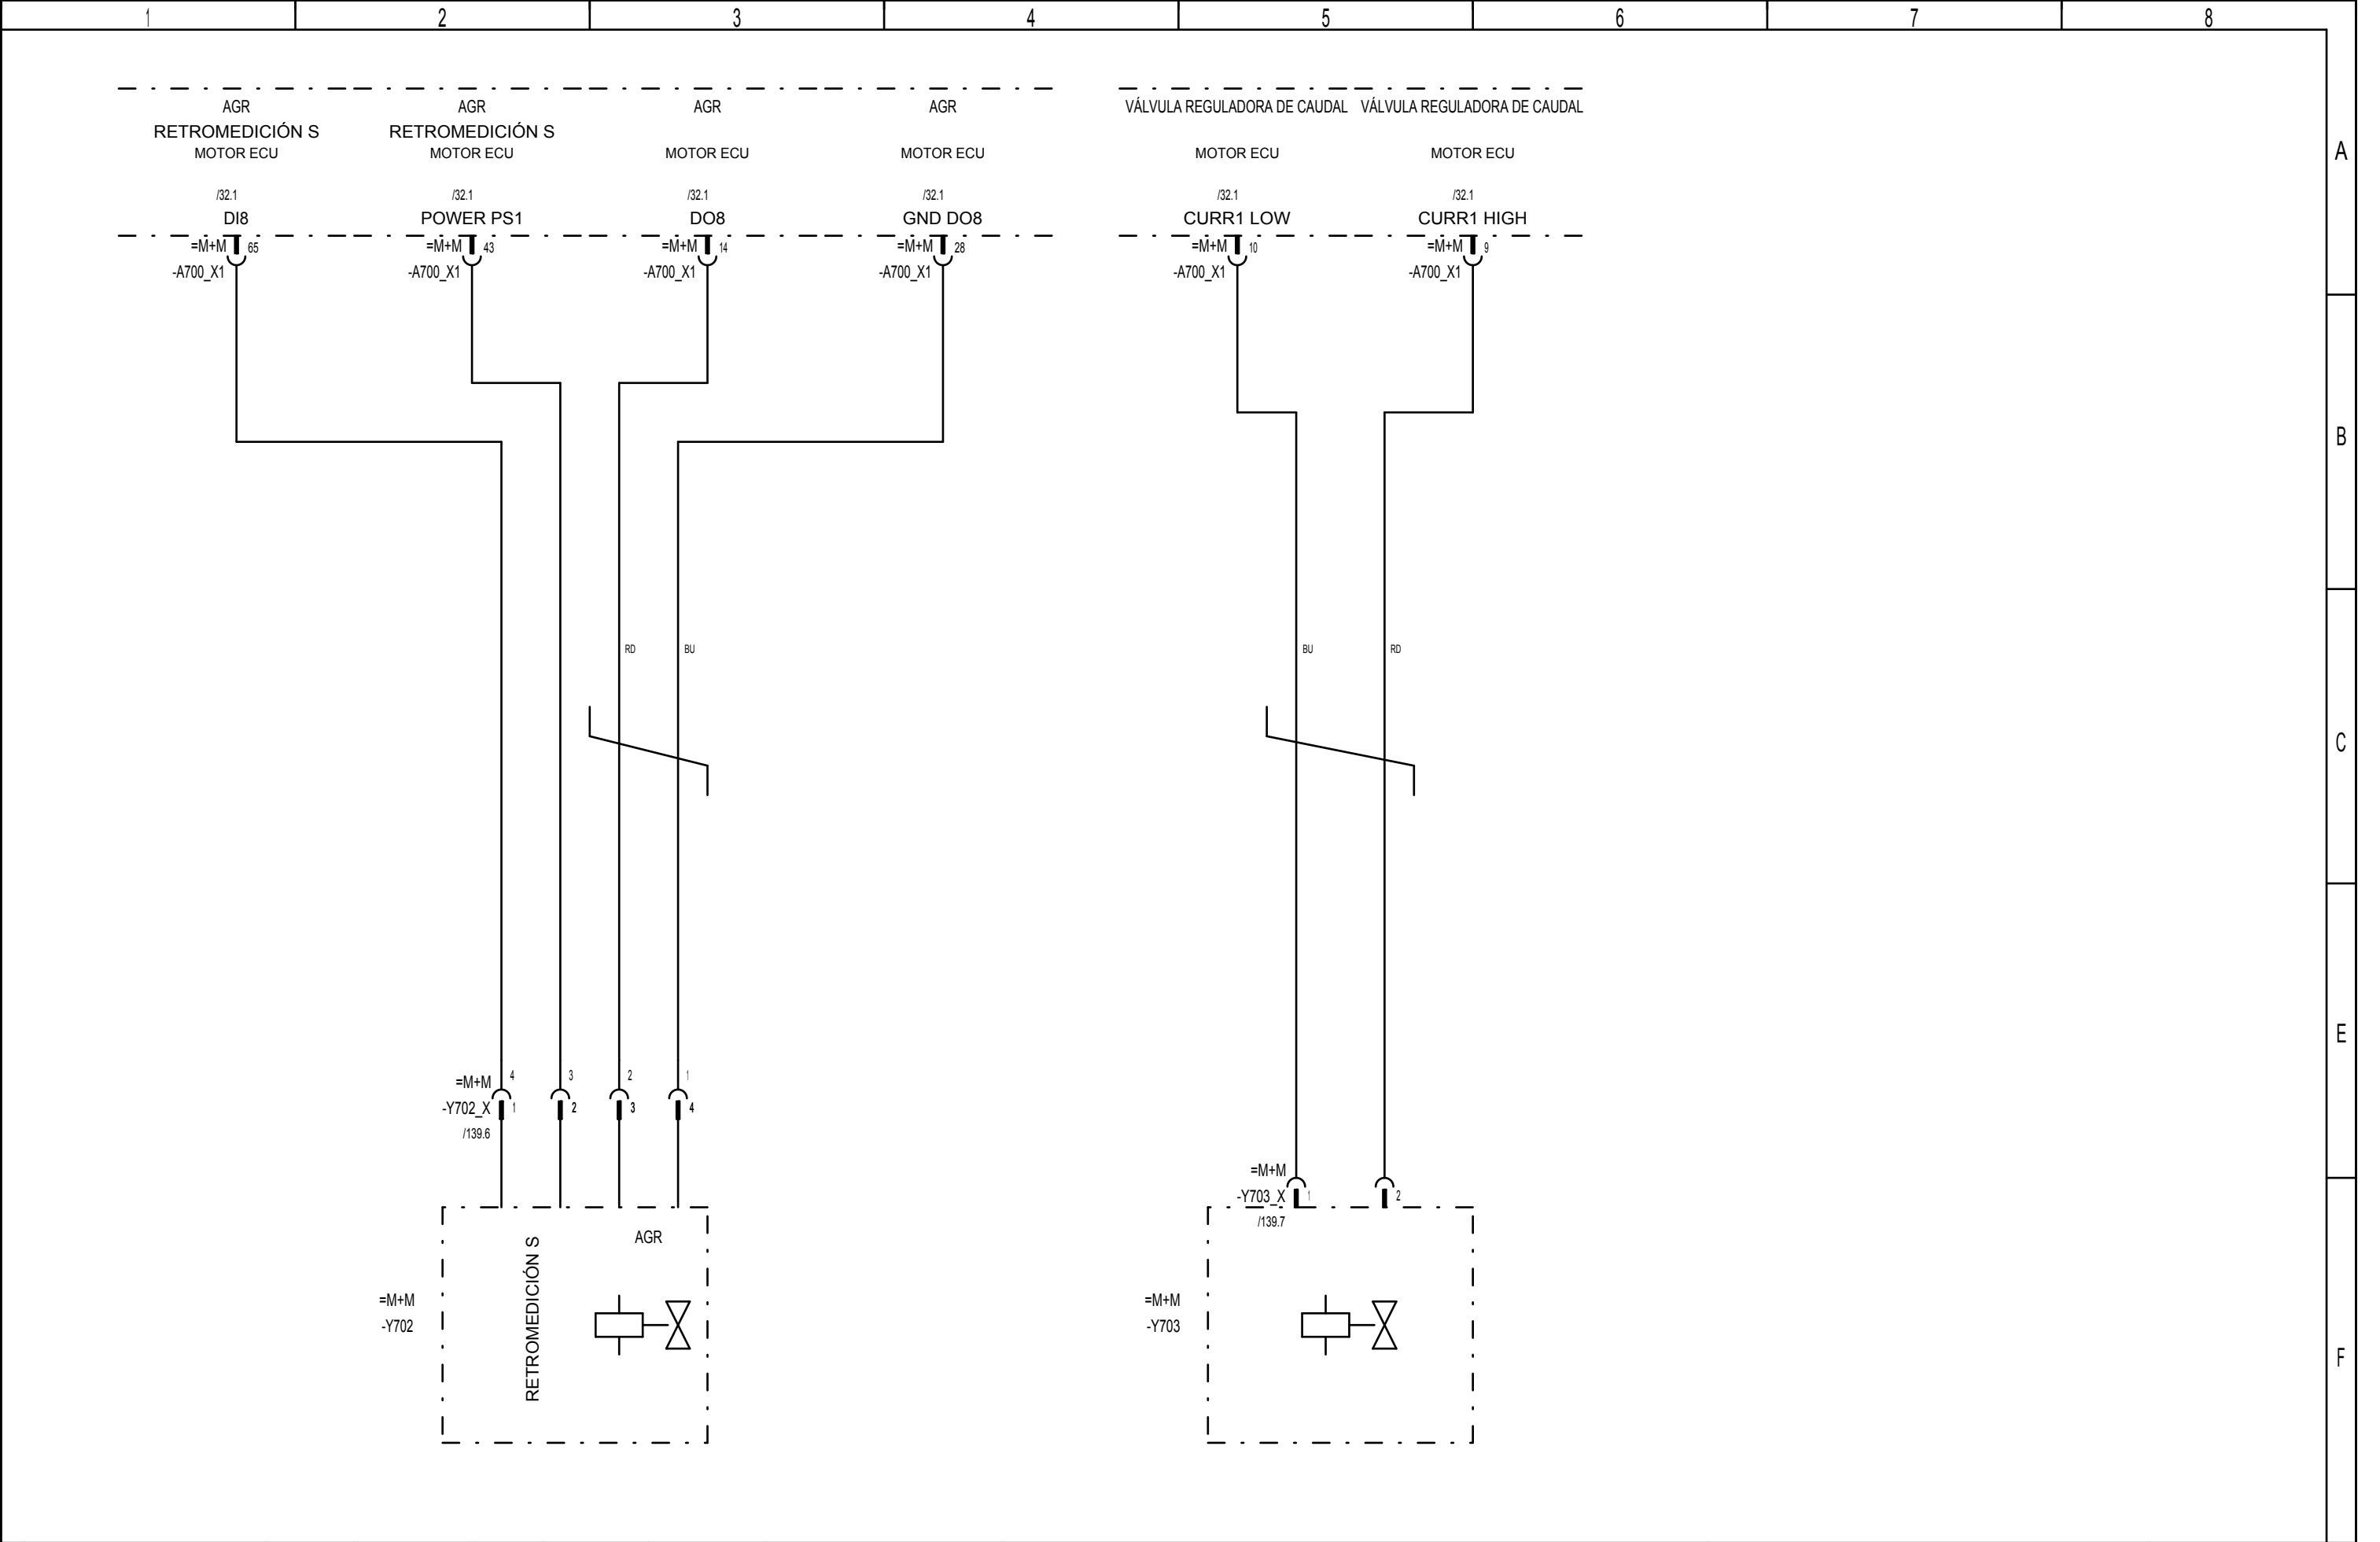 1 2 3 4 5 6 7 8
AGR AGR AGR AGR VÁLVULA REGULADORA DE CAUDAL VÁLVULA REGULADORA DE CAUDAL
RETROMEDICIÓN S RETROMEDICIÓN S
MOTOR ECU MOTOR ECU MOTOR ECU MOTOR ECU MOTOR ECU MOTOR ECU
A
/32.1 /32.1 /32.1 /32.1 /32.1 /32.1
DI8 POWER PS1 DO8 GND DO8 CURR1 LOW CURR1 HIGH
=M+M 65 =M+M 43 =M+M 14 =M+M 28 =M+M 10 =M+M 9
-A700_X1 -A700_X1 -A700_X1 -A700_X1 -A700_X1 -A700_X1
B
RD BU BU RD
C
E
=M+M 4 3 2 1
-Y702_X 1 2 3 4
/139.6
=M+M
-Y703_X 1 2
/139.7
AGR
RETROMEDICIÓN S
=M+M =M+M
-Y702 -Y703
F